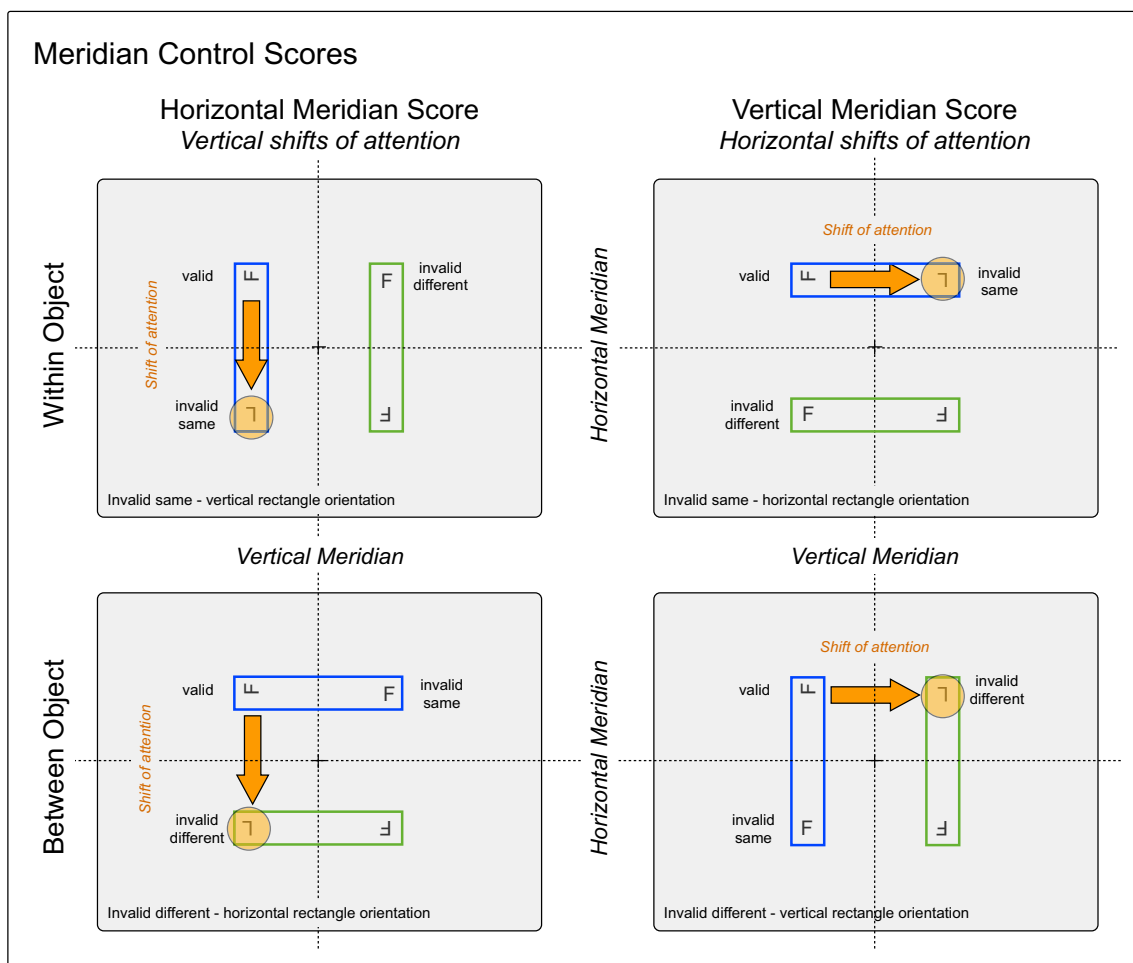 Meridian Control Scores
Horizontal Meridian Score
Vertical shifts of attention
Vertical Meridian Score
Horizontal shifts of attention
Within Object
Shift of attention
valid
F
F
invalid
different
invalid
same
L
F
Invalid same - vertical rectangle orientation
Horizontal Meridian
Shift of attention
valid
F
L
invalid
same
invalid
different
F
F
Invalid same - horizontal rectangle orientation
Vertical Meridian
Vertical Meridian
Between Object
Shift of attention
valid
F
F
invalid
same
invalid
different
L
F
Invalid different - horizontal rectangle orientation
Horizontal Meridian
Shift of attention
valid
F
L
invalid
different
invalid
same
F
F
Invalid different - vertical rectangle orientation